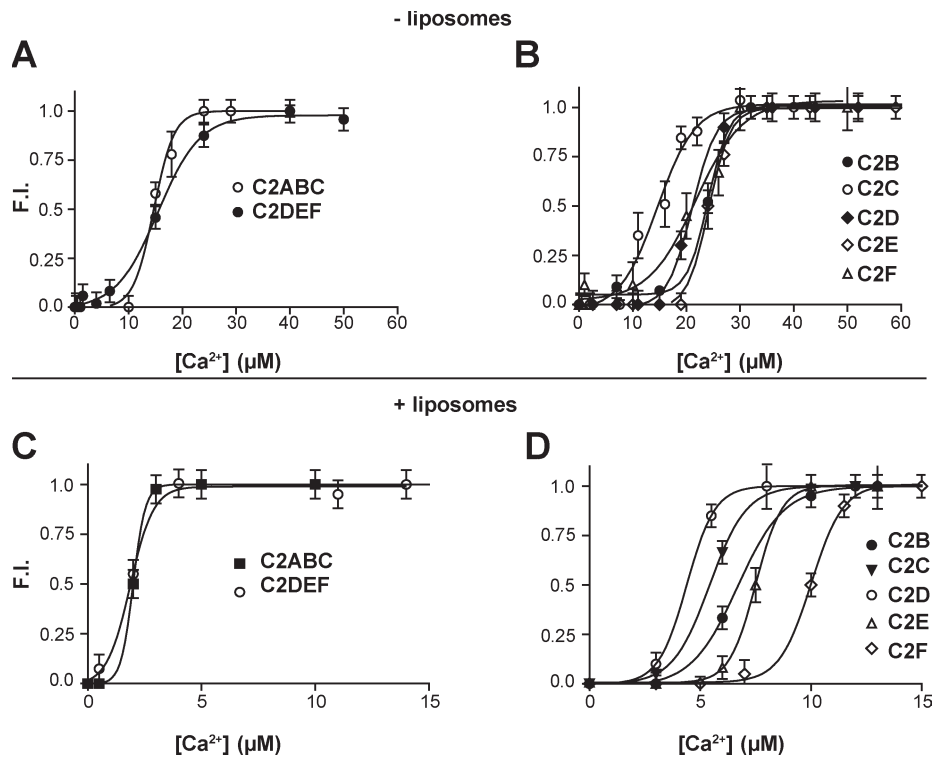 - liposomes
A
F.I.
1.0
0.75
0.5
0.25
0.0
0 10 20 30 40 50 60
[Ca²⁺] (µM)
C2ABC
C2DEF
B
1.0
0.75
0.5
0.25
0.0
0 10 20 30 40 50 60
[Ca²⁺] (µM)
C2B
C2C
C2D
C2E
C2F
+ liposomes
C
F.I.
1.0
0.75
0.5
0.25
0.0
0 5 10 15
[Ca²⁺] (µM)
C2ABC
C2DEF
D
1.0
0.75
0.5
0.25
0.0
0 5 10 15
[Ca²⁺] (µM)
C2B
C2C
C2D
C2E
C2F